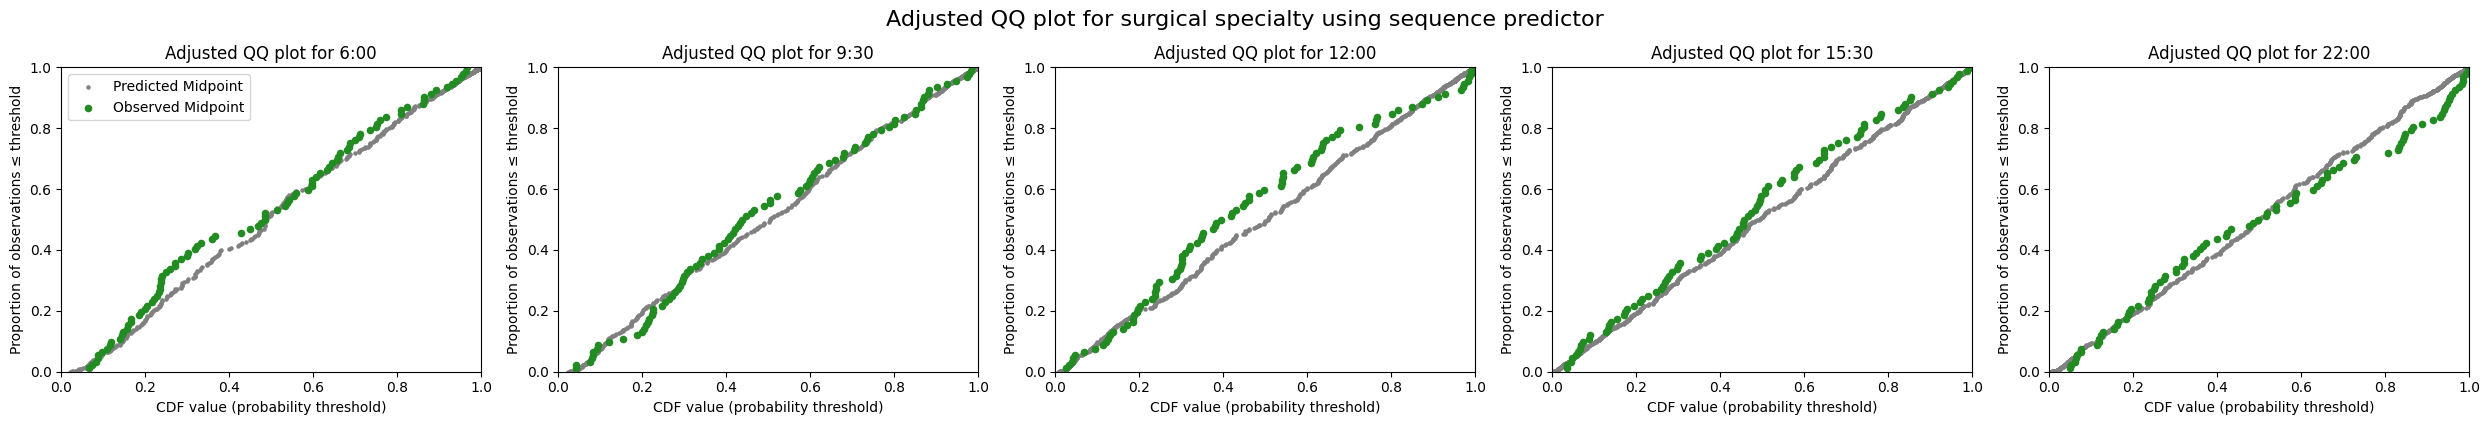 Adjusted QQ plot for surgical specialty using sequence predictor
Adjusted QQ plot for 6:00
Proportion of observations ≤ threshold
1.0
0.8
0.6
0.4
0.2
0.0
Predicted Midpoint
Observed Midpoint
0.0 0.2 0.4 0.6 0.8 1.0
CDF value (probability threshold)
Adjusted QQ plot for 9:30
Proportion of observations ≤ threshold
1.0
0.8
0.6
0.4
0.2
0.0
0.0 0.2 0.4 0.6 0.8 1.0
CDF value (probability threshold)
Adjusted QQ plot for 12:00
Proportion of observations ≤ threshold
1.0
0.8
0.6
0.4
0.2
0.0
0.0 0.2 0.4 0.6 0.8 1.0
CDF value (probability threshold)
Adjusted QQ plot for 15:30
Proportion of observations ≤ threshold
1.0
0.8
0.6
0.4
0.2
0.0
0.0 0.2 0.4 0.6 0.8 1.0
CDF value (probability threshold)
Adjusted QQ plot for 22:00
Proportion of observations ≤ threshold
1.0
0.8
0.6
0.4
0.2
0.0
0.0 0.2 0.4 0.6 0.8 1.0
CDF value (probability threshold)